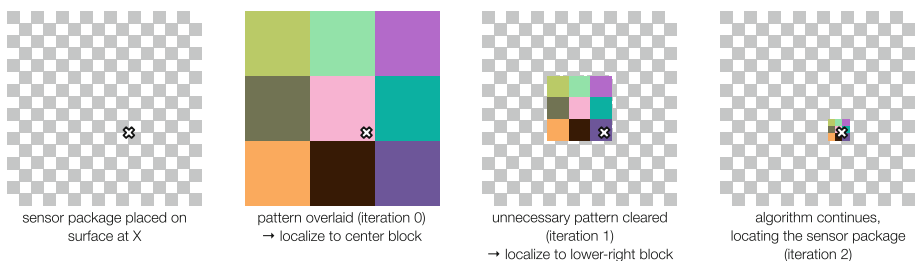 sensor package placed on
surface at X
pattern overlaid (iteration 0)
→ localize to center block
unnecessary pattern cleared
(iteration 1)
→ localize to lower-right block
algorithm continues,
locating the sensor package
(iteration 2)